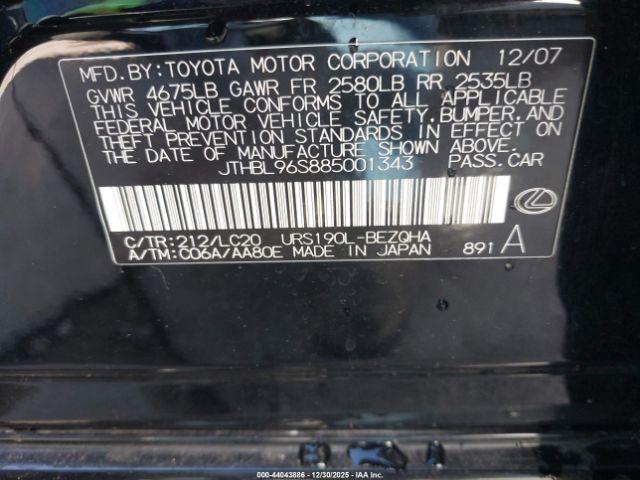 MFD.BY:TOYOTA MOTOR CORPORATION 12/07
GVWR 4675LB GAWR FR 2580LB RR 2535LB
THIS VEHICLE CONFORMS TO ALL APPLICABLE
FEDERAL MOTOR VEHICLE SAFETY,BUMPER,AND
THEFT PREVENTION STANDARDS IN EFFECT ON
THE DATE OF MANUFACTURE SHOWN ABOVE.
JTHBL96S885001343 PASS.CAR
C/TR:212/LC20 URS190L-BEZQHA
A/TM:C06A/AA80E MADE IN JAPAN 891A
000-44043886 - 12/30/2025 - IAAI.COM